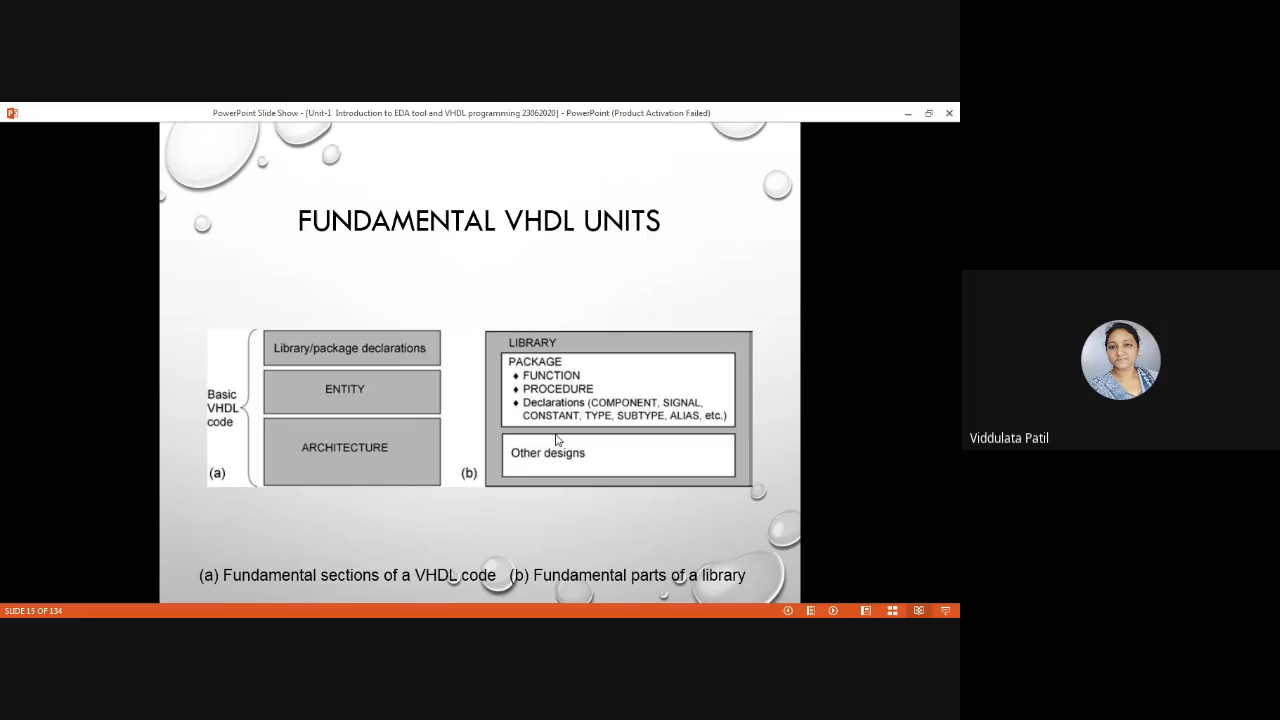 PowerPoint Slide Show - [Unit-1 Introduction to EDA tool and VHDL programming 23062020] - PowerPoint (Product Activation Failed)
FUNDAMENTAL VHDL UNITS
Basic
VHDL
code
(a)
Library/package declarations
ENTITY
ARCHITECTURE
(b)
LIBRARY
PACKAGE
♦ FUNCTION
♦ PROCEDURE
♦ Declarations (COMPONENT, SIGNAL,
CONSTANT, TYPE, SUBTYPE, ALIAS, etc.)
Other designs
(a) Fundamental sections of a VHDL code (b) Fundamental parts of a library
SLIDE 15 OF 134
Viddulata Patil